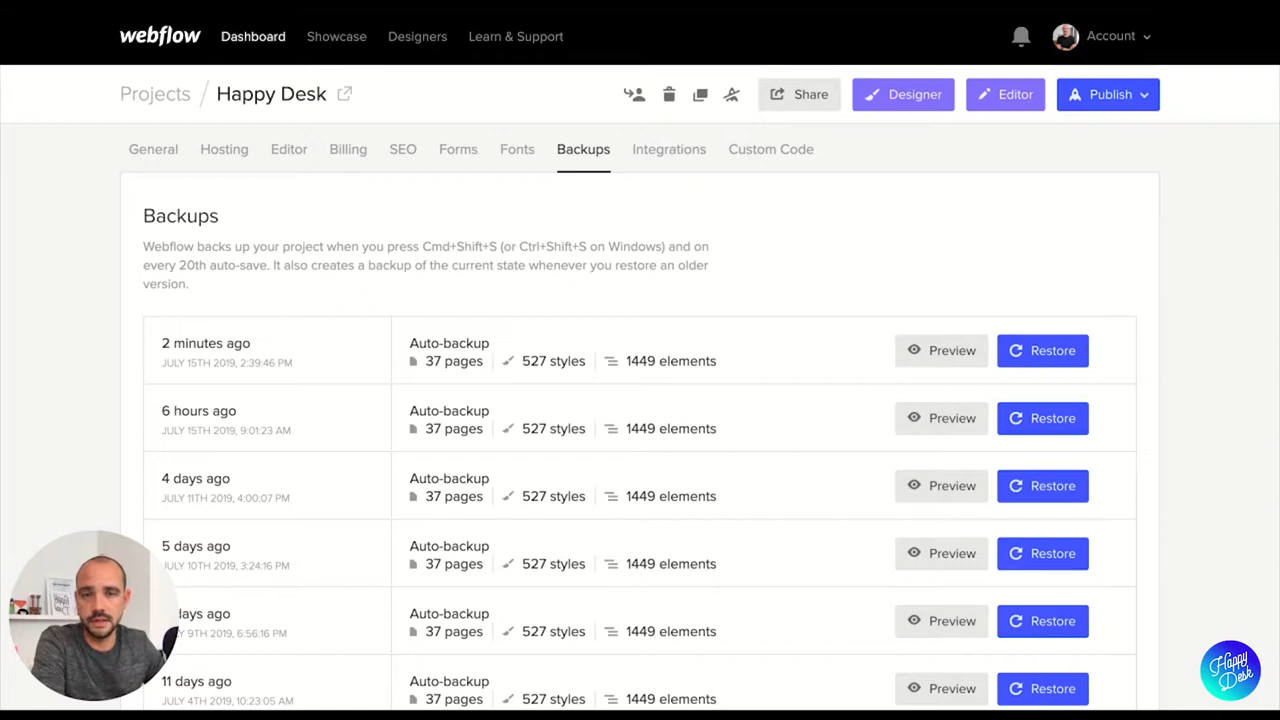 webflow Dashboard Showcase Designers Learn & Support Account
Projects / Happy Desk Share Designer Editor Publish
General Hosting Editor Billing SEO Forms Fonts Backups Integrations Custom Code
Backups
Webflow backs up your project when you press Cmd+Shift+S (or Ctrl+Shift+S on Windows) and on
every 20th auto-save. It also creates a backup of the current state whenever you restore an older
version.
2 minutes ago
JULY 15TH 2019, 2:39:46 PM
Auto-backup
37 pages 527 styles 1449 elements
Preview Restore
6 hours ago
JULY 15TH 2019, 9:01:23 AM
Auto-backup
37 pages 527 styles 1449 elements
Preview Restore
4 days ago
JULY 11TH 2019, 4:00:07 PM
Auto-backup
37 pages 527 styles 1449 elements
Preview Restore
5 days ago
JULY 10TH 2019, 3:24:16 PM
Auto-backup
37 pages 527 styles 1449 elements
Preview Restore
days ago
Y 9TH 2019, 6:56:16 PM
Auto-backup
37 pages 527 styles 1449 elements
Preview Restore
11 days ago
JULY 4TH 2019, 10:23:05 AM
Auto-backup
37 pages 527 styles 1449 elements
Preview Restore
Happy
Desk